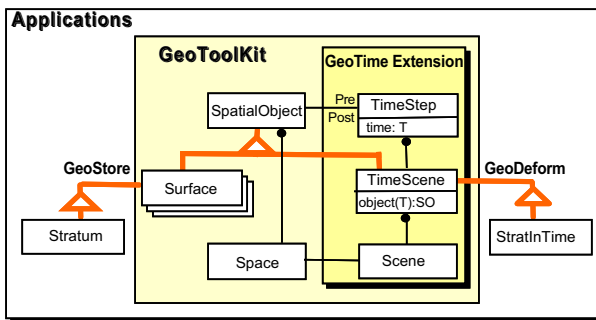 Applications
GeoToolKit
GeoTime Extension
SpatialObject
Pre
Post
TimeStep
time: T
GeoStore
Surface
TimeScene
object(T):SO
GeoDeform
Stratum
StratInTime
Space
Scene